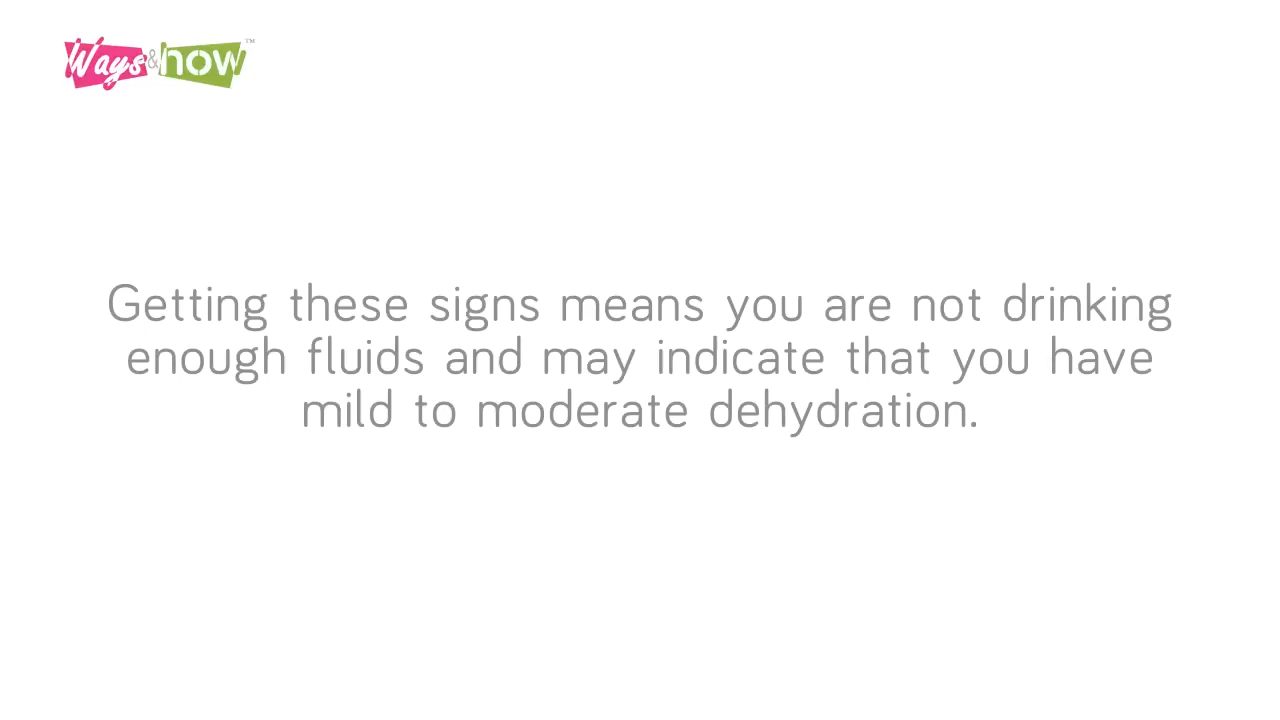 Ways&how™
Getting these signs means you are not drinking
enough fluids and may indicate that you have
mild to moderate dehydration.